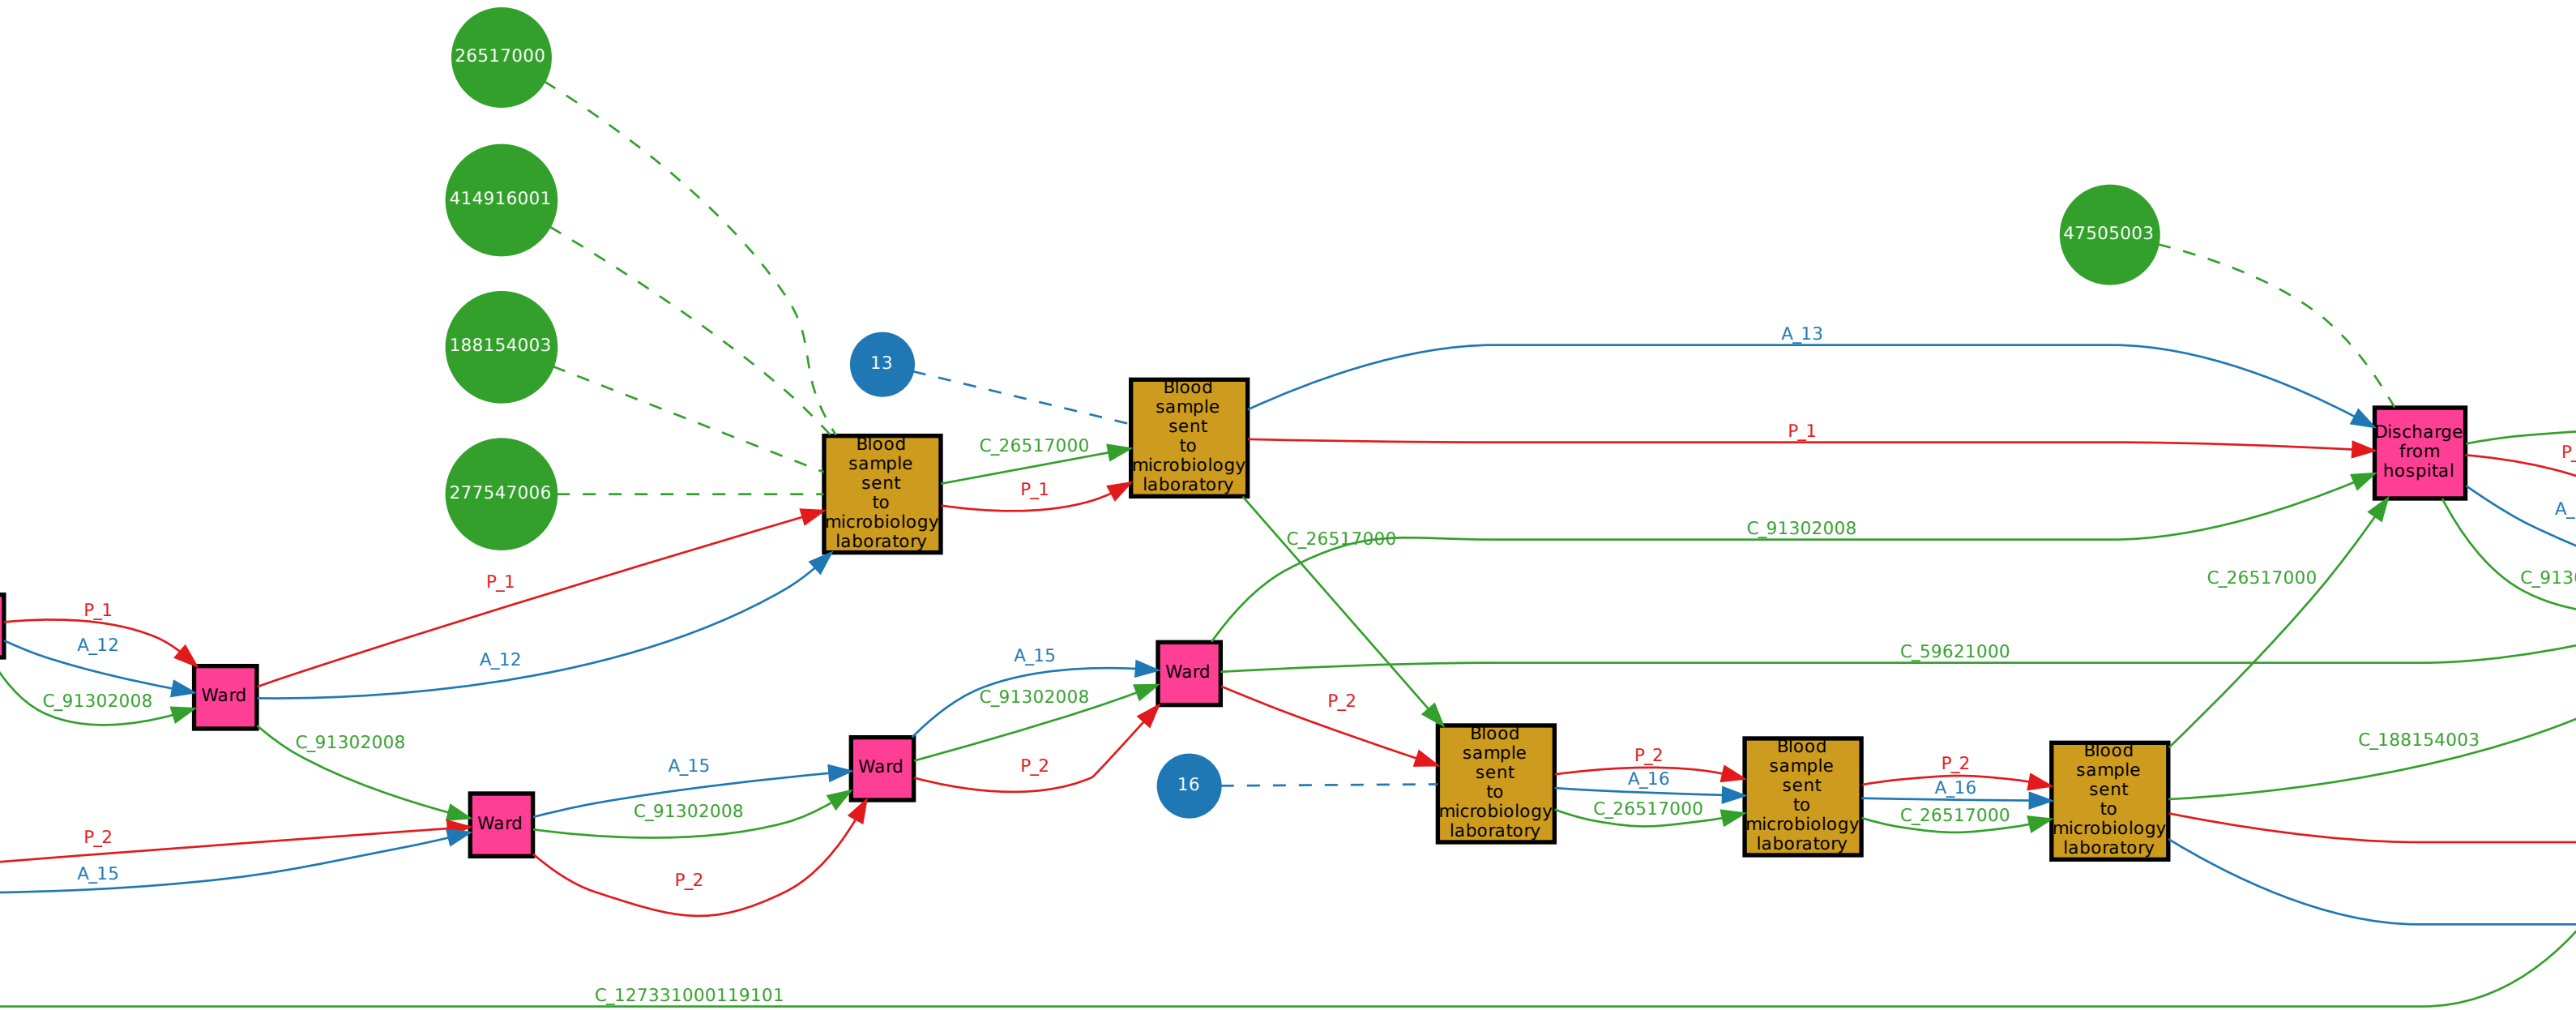 26517000
414916001
188154003
277547006
13
47505003
Blood
sample
sent
to
microbiology
laboratory
Blood
sample
sent
to
microbiology
laboratory
C_26517000
P_1
A_13
P_1
C_91302008
C_26517000
Discharge
from
hospital
P_
A_
C_913
C_26517000
P_1
A_12
C_91302008
Ward
P_1
A_12
C_91302008
P_2
A_15
Ward
A_15
C_91302008
P_2
Ward
A_15
C_91302008
P_2
Ward
C_59621000
P_2
16
Blood
sample
sent
to
microbiology
laboratory
P_2
A_16
C_26517000
Blood
sample
sent
to
microbiology
laboratory
P_2
A_16
C_26517000
Blood
sample
sent
to
microbiology
laboratory
C_188154003
C_127331000119101